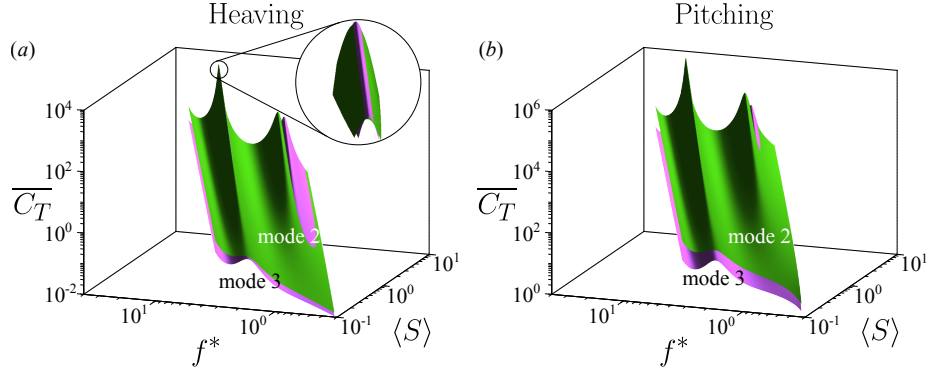 Heaving
Pitching
(a)
(b)
10^4
10^2
10^0
10^-2
\overline{C_T}
mode 2
mode 3
10^1
10^0
10^-1
10^0
10^1
f*
⟨S⟩
10^6
10^4
10^2
10^0
\overline{C_T}
mode 2
mode 3
10^1
10^0
10^-1
10^0
10^1
f*
⟨S⟩